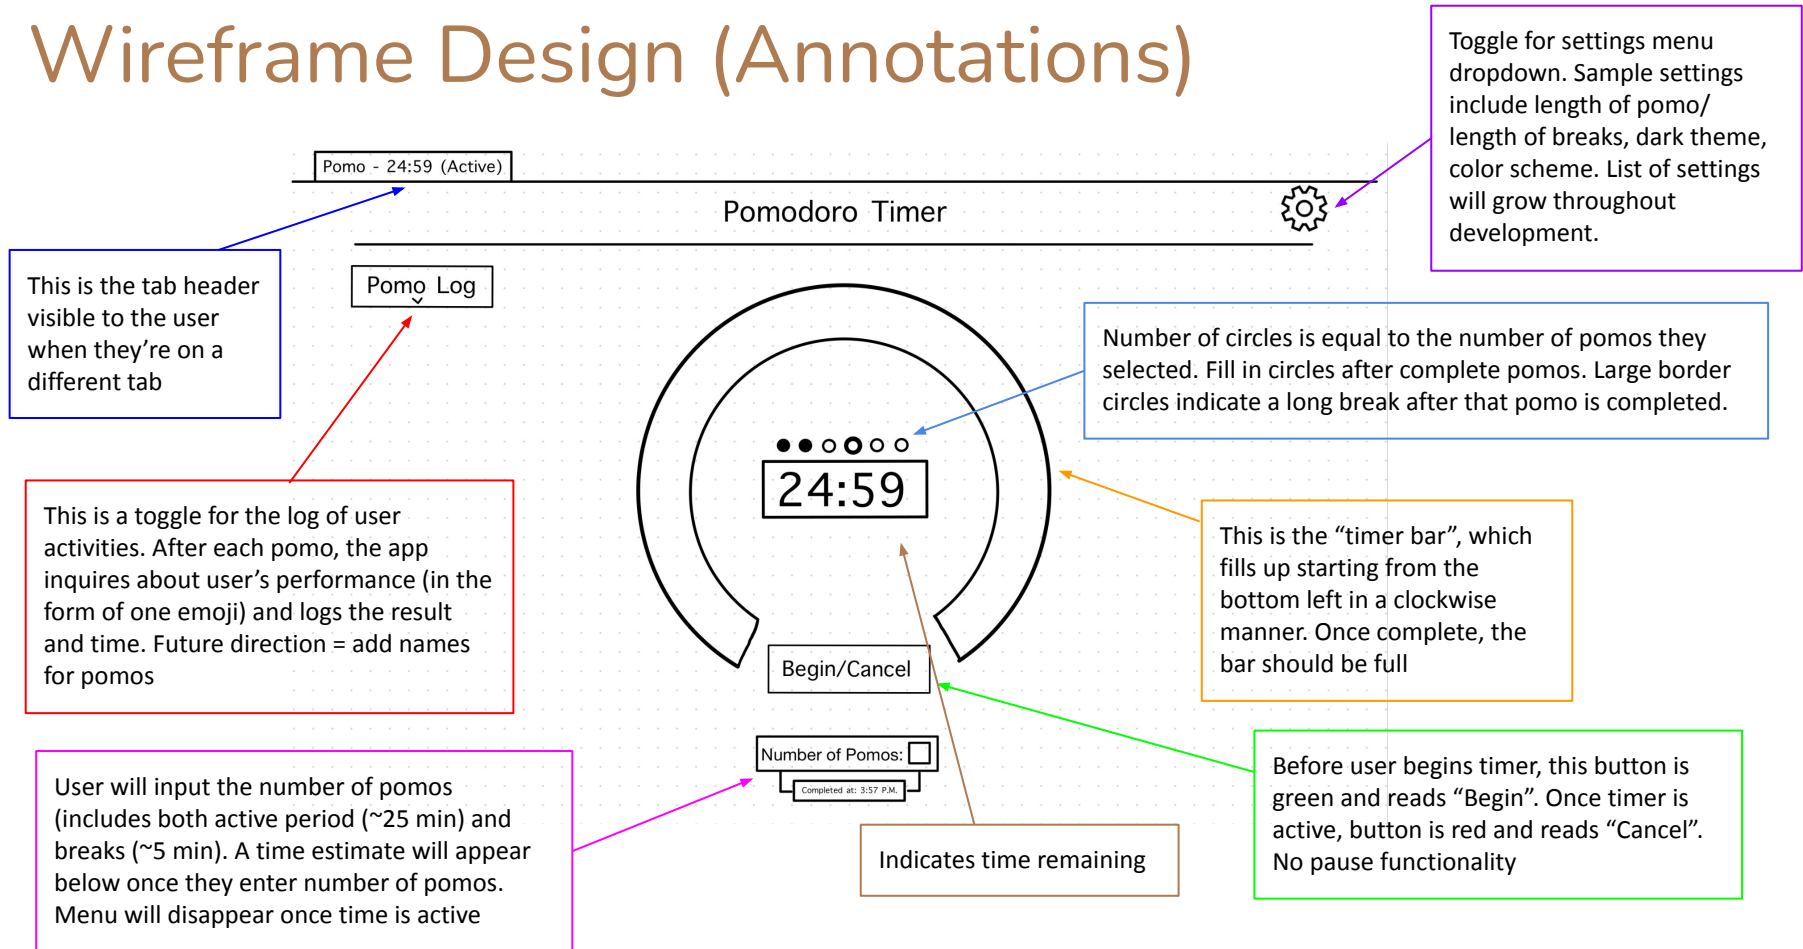 Wireframe Design (Annotations)
Toggle for settings menu
dropdown. Sample settings
include length of pomo/
length of breaks, dark theme,
color scheme. List of settings
will grow throughout
development.
Pomo - 24:59 (Active)
Pomodoro Timer
This is the tab header
visible to the user
when they're on a
different tab
Pomo Log
Number of circles is equal to the number of pomos they
selected. Fill in circles after complete pomos. Large border
circles indicate a long break after that pomo is completed.
24:59
This is a toggle for the log of user
activities. After each pomo, the app
inquires about user's performance (in the
form of one emoji) and logs the result
and time. Future direction = add names
for pomos
This is the “timer bar”, which
fills up starting from the
bottom left in a clockwise
manner. Once complete, the
bar should be full
Begin/Cancel
Number of Pomos:
Completed at: 3:57 P.M.
User will input the number of pomos
(includes both active period (~25 min) and
breaks (~5 min). A time estimate will appear
below once they enter number of pomos.
Menu will disappear once time is active
Indicates time remaining
Before user begins timer, this button is
green and reads “Begin”. Once timer is
active, button is red and reads “Cancel”.
No pause functionality